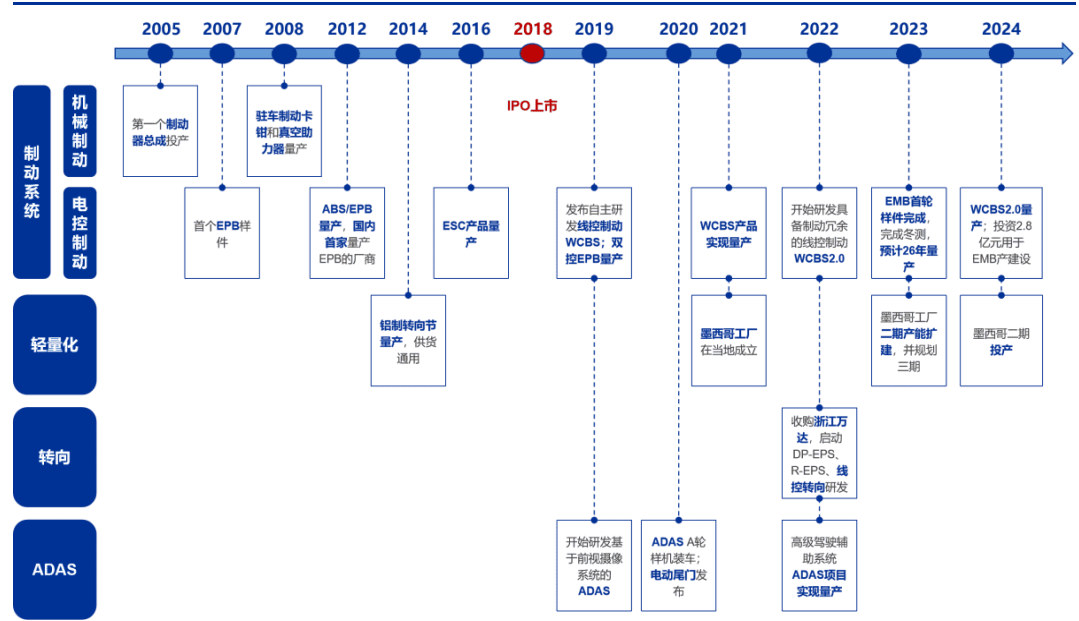 2005 2007 2008 2012 2014 2016 2018 2019 2020 2021 2022 2023 2024
IPO上市
制动系统
机械制动
第一个制动
器总成投产
驻车制动卡
钳和真空助
力器量产
电控制动
首个EPB样
件
ABS/EPB
量产，国内
首家量产
EPB的厂商
ESC产品量
产
发布自主研
发线控制动
WCBS；双
控EPB量产
WCBS产品
实现量产
开始研发具
备制动冗余
的线控制动
WCBS2.0
EMB首轮
样件完成，
完成冬测，
预计26年量
产
WCBS2.0量
产；投资2.8
亿元用于
EMB产建设
轻量化
铝制转向节
量产，供货
通用
墨西哥工厂
在当地成立
墨西哥工厂
二期产能扩
建，并规划
三期
墨西哥二期
投产
转向
收购浙江万
达，启动
DP-EPS、
R-EPS、线
控转向研发
ADAS
开始研发基
于前视摄像
系统的
ADAS
ADAS A轮
样机装车；
电动尾门发
布
高级驾驶辅
助系统
ADAS项目
实现量产